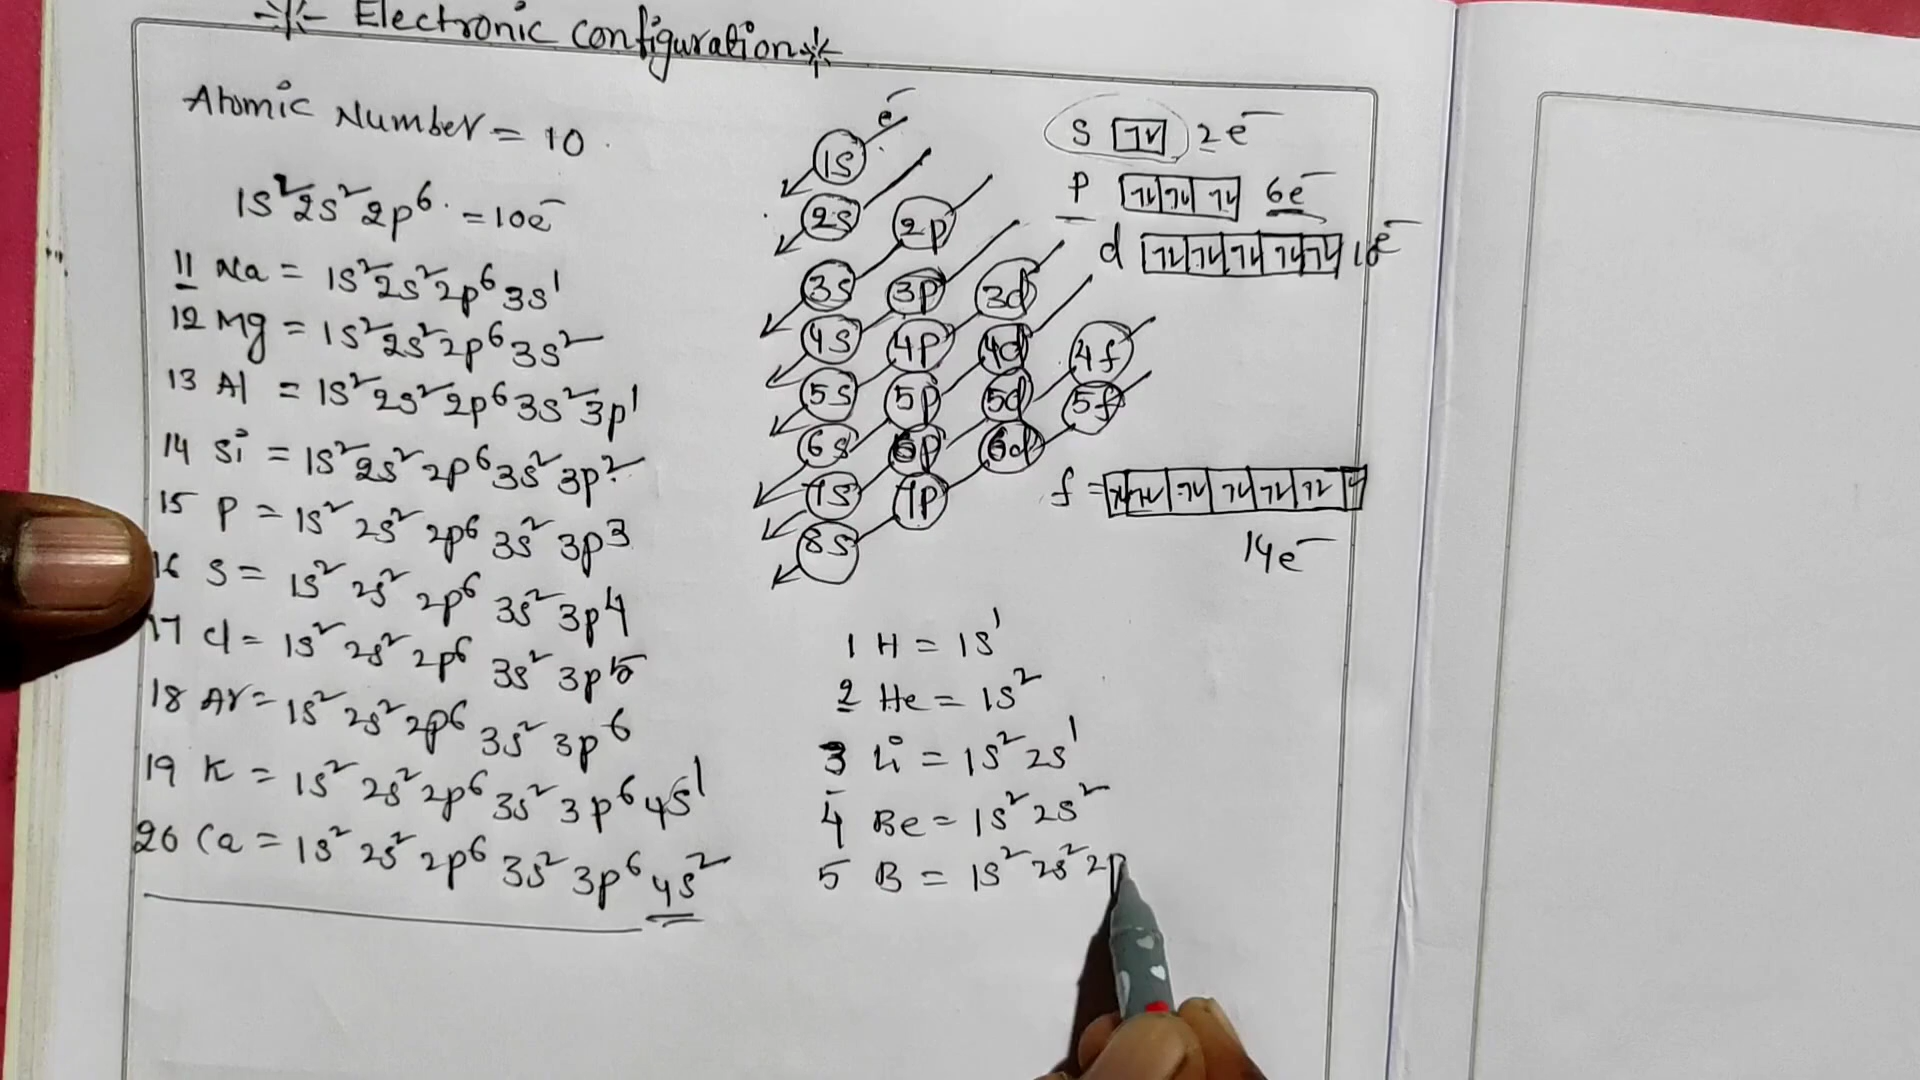 Electronic configuration
Atomic Number = 10
1s² 2s² 2p⁶ = 10e⁻
11 Na = 1s² 2s² 2p⁶ 3s¹
12 Mg = 1s² 2s² 2p⁶ 3s²
13 Al = 1s² 2s² 2p⁶ 3s² 3p¹
14 Si = 1s² 2s² 2p⁶ 3s² 3p²
15 P = 1s² 2s² 2p⁶ 3s² 3p³
16 S = 1s² 2s² 2p⁶ 3s² 3p⁴
17 Cl = 1s² 2s² 2p⁶ 3s² 3p⁵
18 Ar = 1s² 2s² 2p⁶ 3s² 3p⁶
19 K = 1s² 2s² 2p⁶ 3s² 3p⁶ 4s¹
20 Ca = 1s² 2s² 2p⁶ 3s² 3p⁶ 4s²
e⁻
1s
2s 2p
3s 3p 3d
4s 4p 4d 4f
5s 5p 5d 5f
6s 6p 6d
7s 7p
8s
s 2e⁻
p 6e⁻
d 10e⁻
f =
14e⁻
1 H = 1s¹
2 He = 1s²
3 Li = 1s² 2s¹
4 Be = 1s² 2s²
5 B = 1s² 2s² 2p